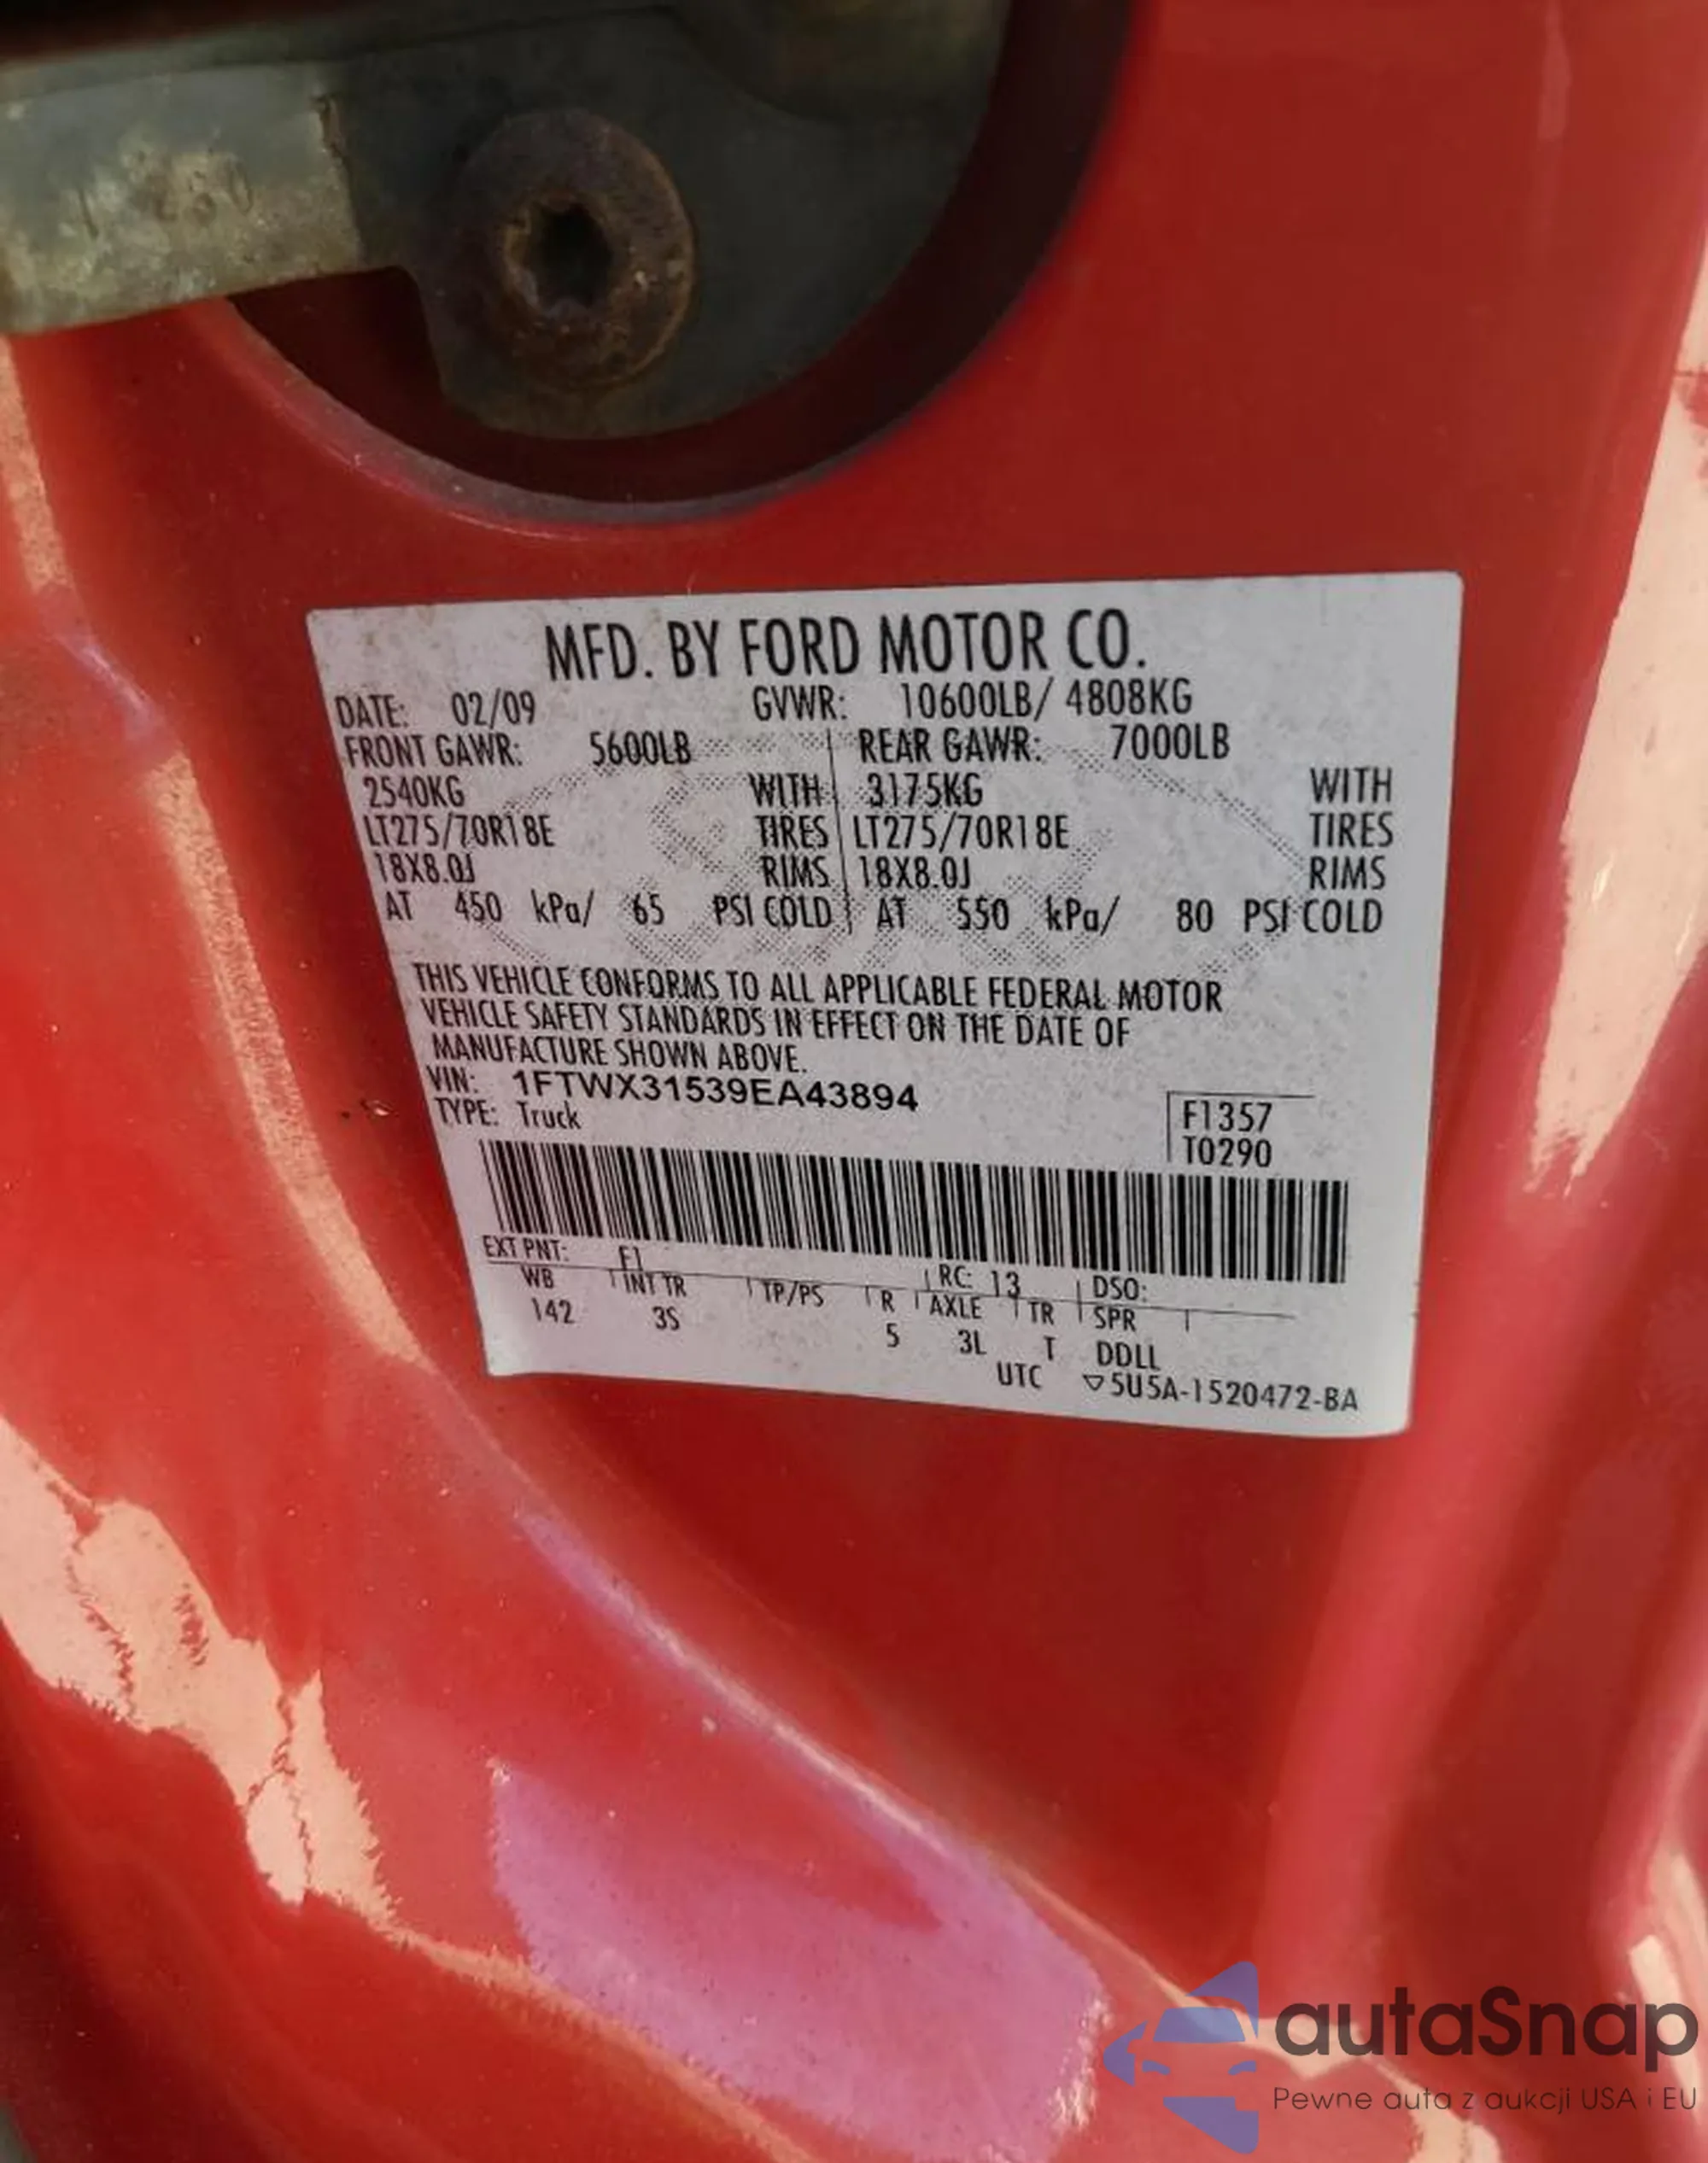 MFD. BY FORD MOTOR CO.
DATE: 02/09 GVWR: 10600LB/ 4808KG
FRONT GAWR: 5600LB REAR GAWR: 7000LB
2540KG WITH 3175KG WITH
LT275/70R18E TIRES LT275/70R18E TIRES
18X8.0J RIMS 18X8.0J RIMS
AT 450 kPa/ 65 PSI COLD AT 550 kPa/ 80 PSI COLD
THIS VEHICLE CONFORMS TO ALL APPLICABLE FEDERAL MOTOR
VEHICLE SAFETY STANDARDS IN EFFECT ON THE DATE OF
MANUFACTURE SHOWN ABOVE.
VIN: 1FTWX31539EA43894
TYPE: Truck
F1357
T0290
EXT PNT: F1 RC: 13 DSO:
WB INT TR TP/PS R AXLE TR SPR
142 3S 5 3L T DDLL
UTC ▽5U5A-1520472-BA
autaSnap
Pewne auta z aukcji USA i EU